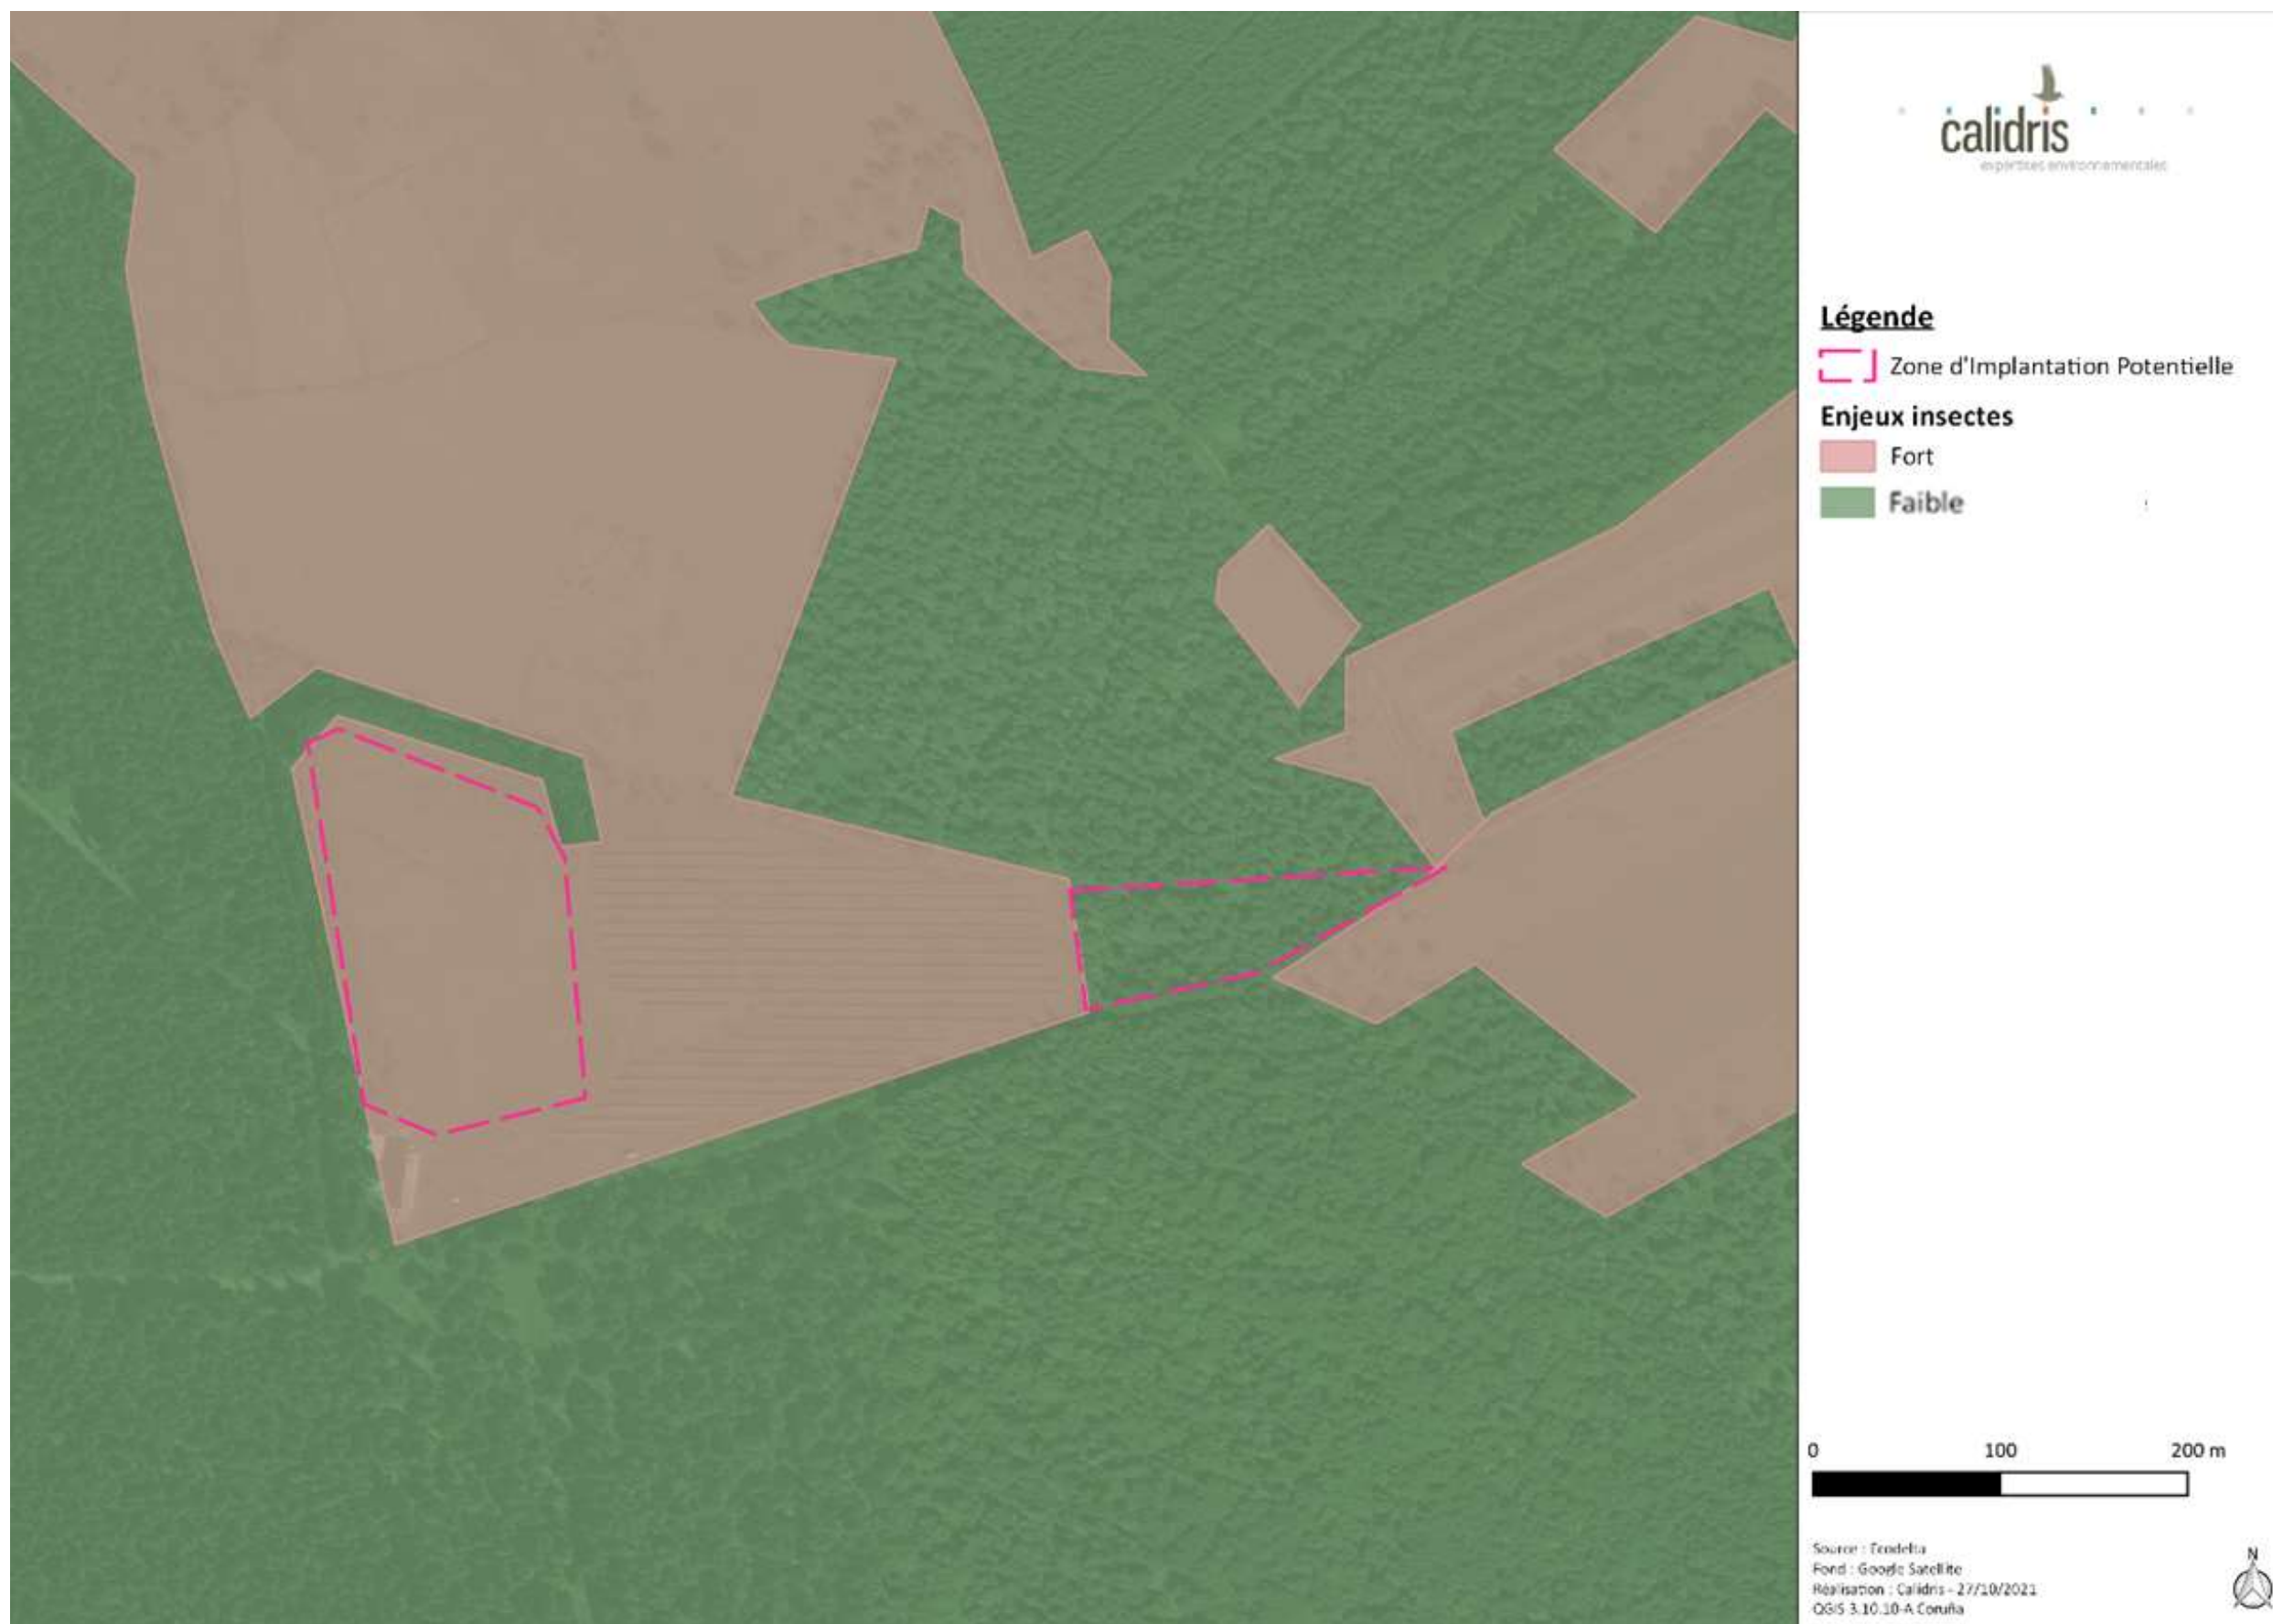 calidris
expertises environnementales
Légende
Zone d'Implantation Potentielle
Enjeux insectes
Fort
Faible
0 100 200 m
Source : Ecodelta
Fond : Google Satellite
Réalisation : Calidris - 27/10/2021
QGIS 3.10.10-A Coruña
N